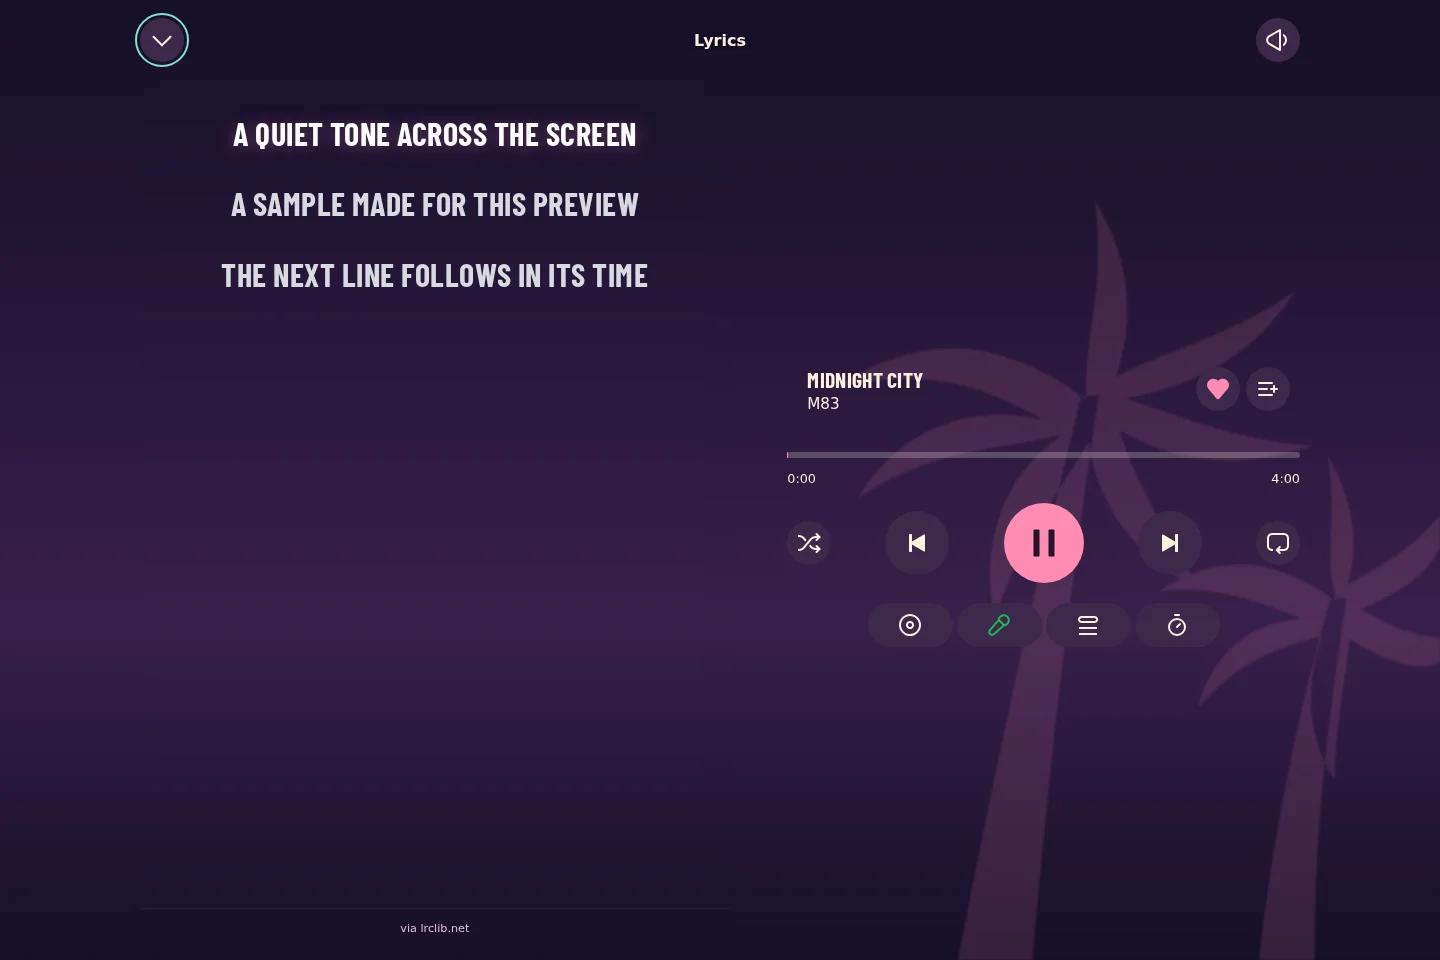 Lyrics
A QUIET TONE ACROSS THE SCREEN
A SAMPLE MADE FOR THIS PREVIEW
THE NEXT LINE FOLLOWS IN ITS TIME
MIDNIGHT CITY
M83
0:00
4:00
via lrclib.net